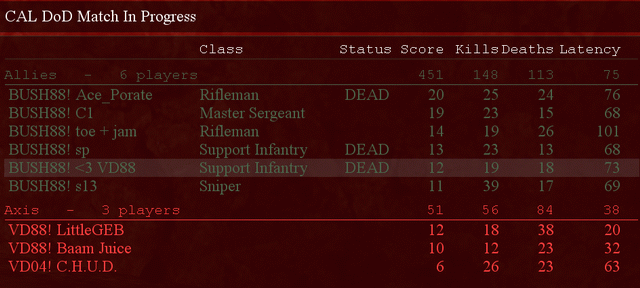 CAL DoD Match In Progress
Class Status Score Kills Deaths Latency
Allies - 6 players 451 148 113 75
BUSH88! Ace_Porate Rifleman DEAD 20 25 24 76
BUSH88! C1 Master Sergeant 19 23 15 68
BUSH88! toe + jam Rifleman 14 19 26 101
BUSH88! sp Support Infantry DEAD 13 23 13 68
BUSH88! <3 VD88 Support Infantry DEAD 12 19 18 73
BUSH88! s13 Sniper 11 39 17 69
Axis - 3 players 51 56 84 38
VD88! LittleGEB 12 18 38 20
VD88! Baam Juice 10 12 23 32
VD04! C.H.U.D. 6 26 23 63